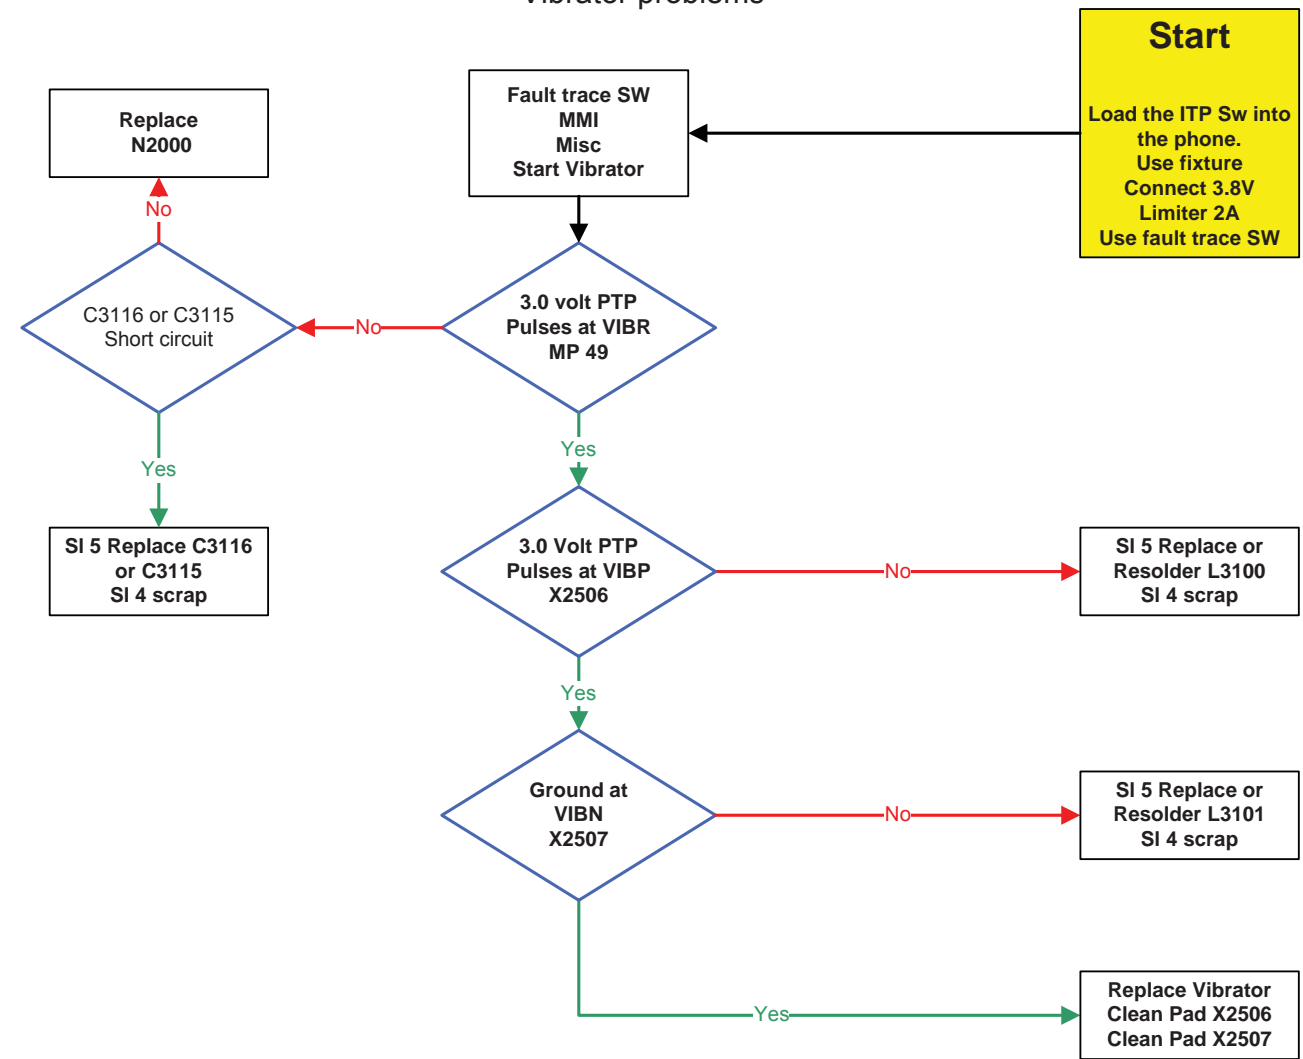 Vibrator problems
Start
Load the ITP Sw into
the phone.
Use fixture
Connect 3.8V
Limiter 2A
Use fault trace SW
Fault trace SW
MMI
Misc
Start Vibrator
Replace
N2000
No
C3116 or C3115
Short circuit
No
3.0 volt PTP
Pulses at VIBR
MP 49
Yes
Yes
SI 5 Replace C3116
or C3115
SI 4 scrap
3.0 Volt PTP
Pulses at VIBP
X2506
No
SI 5 Replace or
Resolder L3100
SI 4 scrap
Yes
Ground at
VIBN
X2507
No
SI 5 Replace or
Resolder L3101
SI 4 scrap
Yes
Replace Vibrator
Clean Pad X2506
Clean Pad X2507